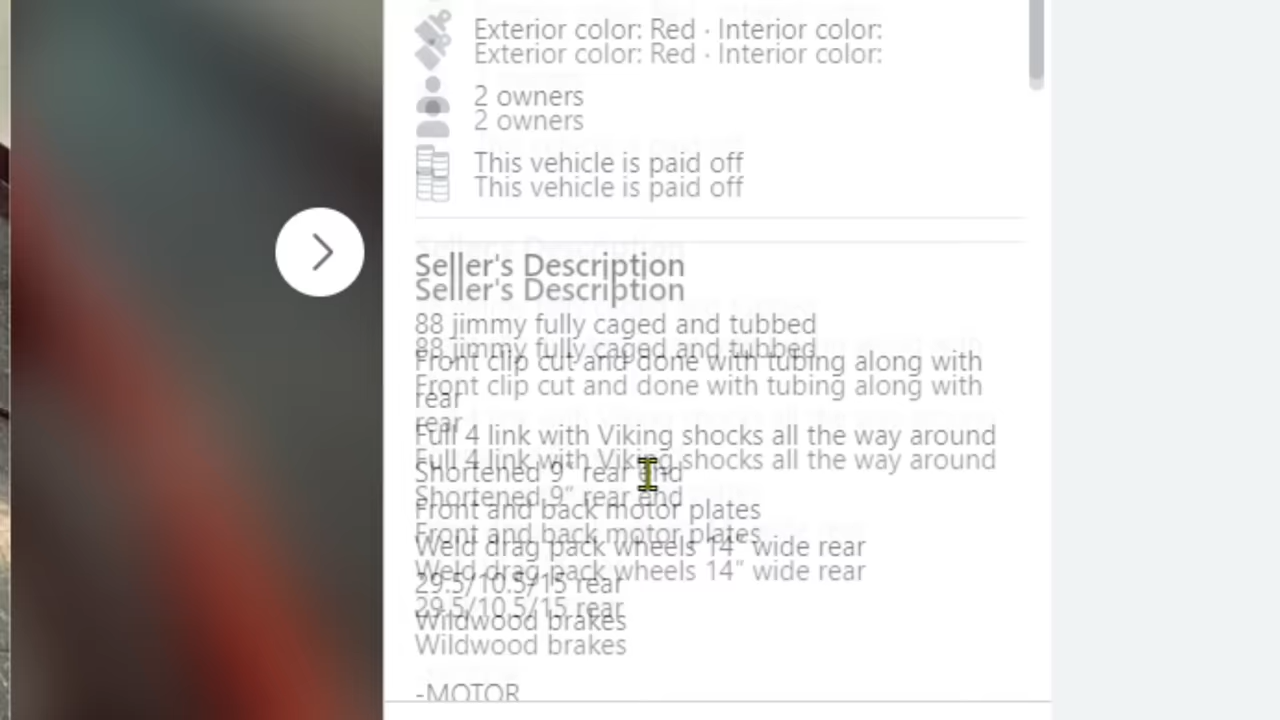 Exterior color: Red · Interior color:
2 owners
This vehicle is paid off
Seller's Description
88 jimmy fully caged and tubbed
Front clip cut and done with tubing along with
rear
Full 4 link with Viking shocks all the way around
Shortened 9" rear end
Front and back motor plates
Weld drag pack wheels 14" wide rear
29.5/10.5/15 rear
Wildwood brakes
-MOTOR